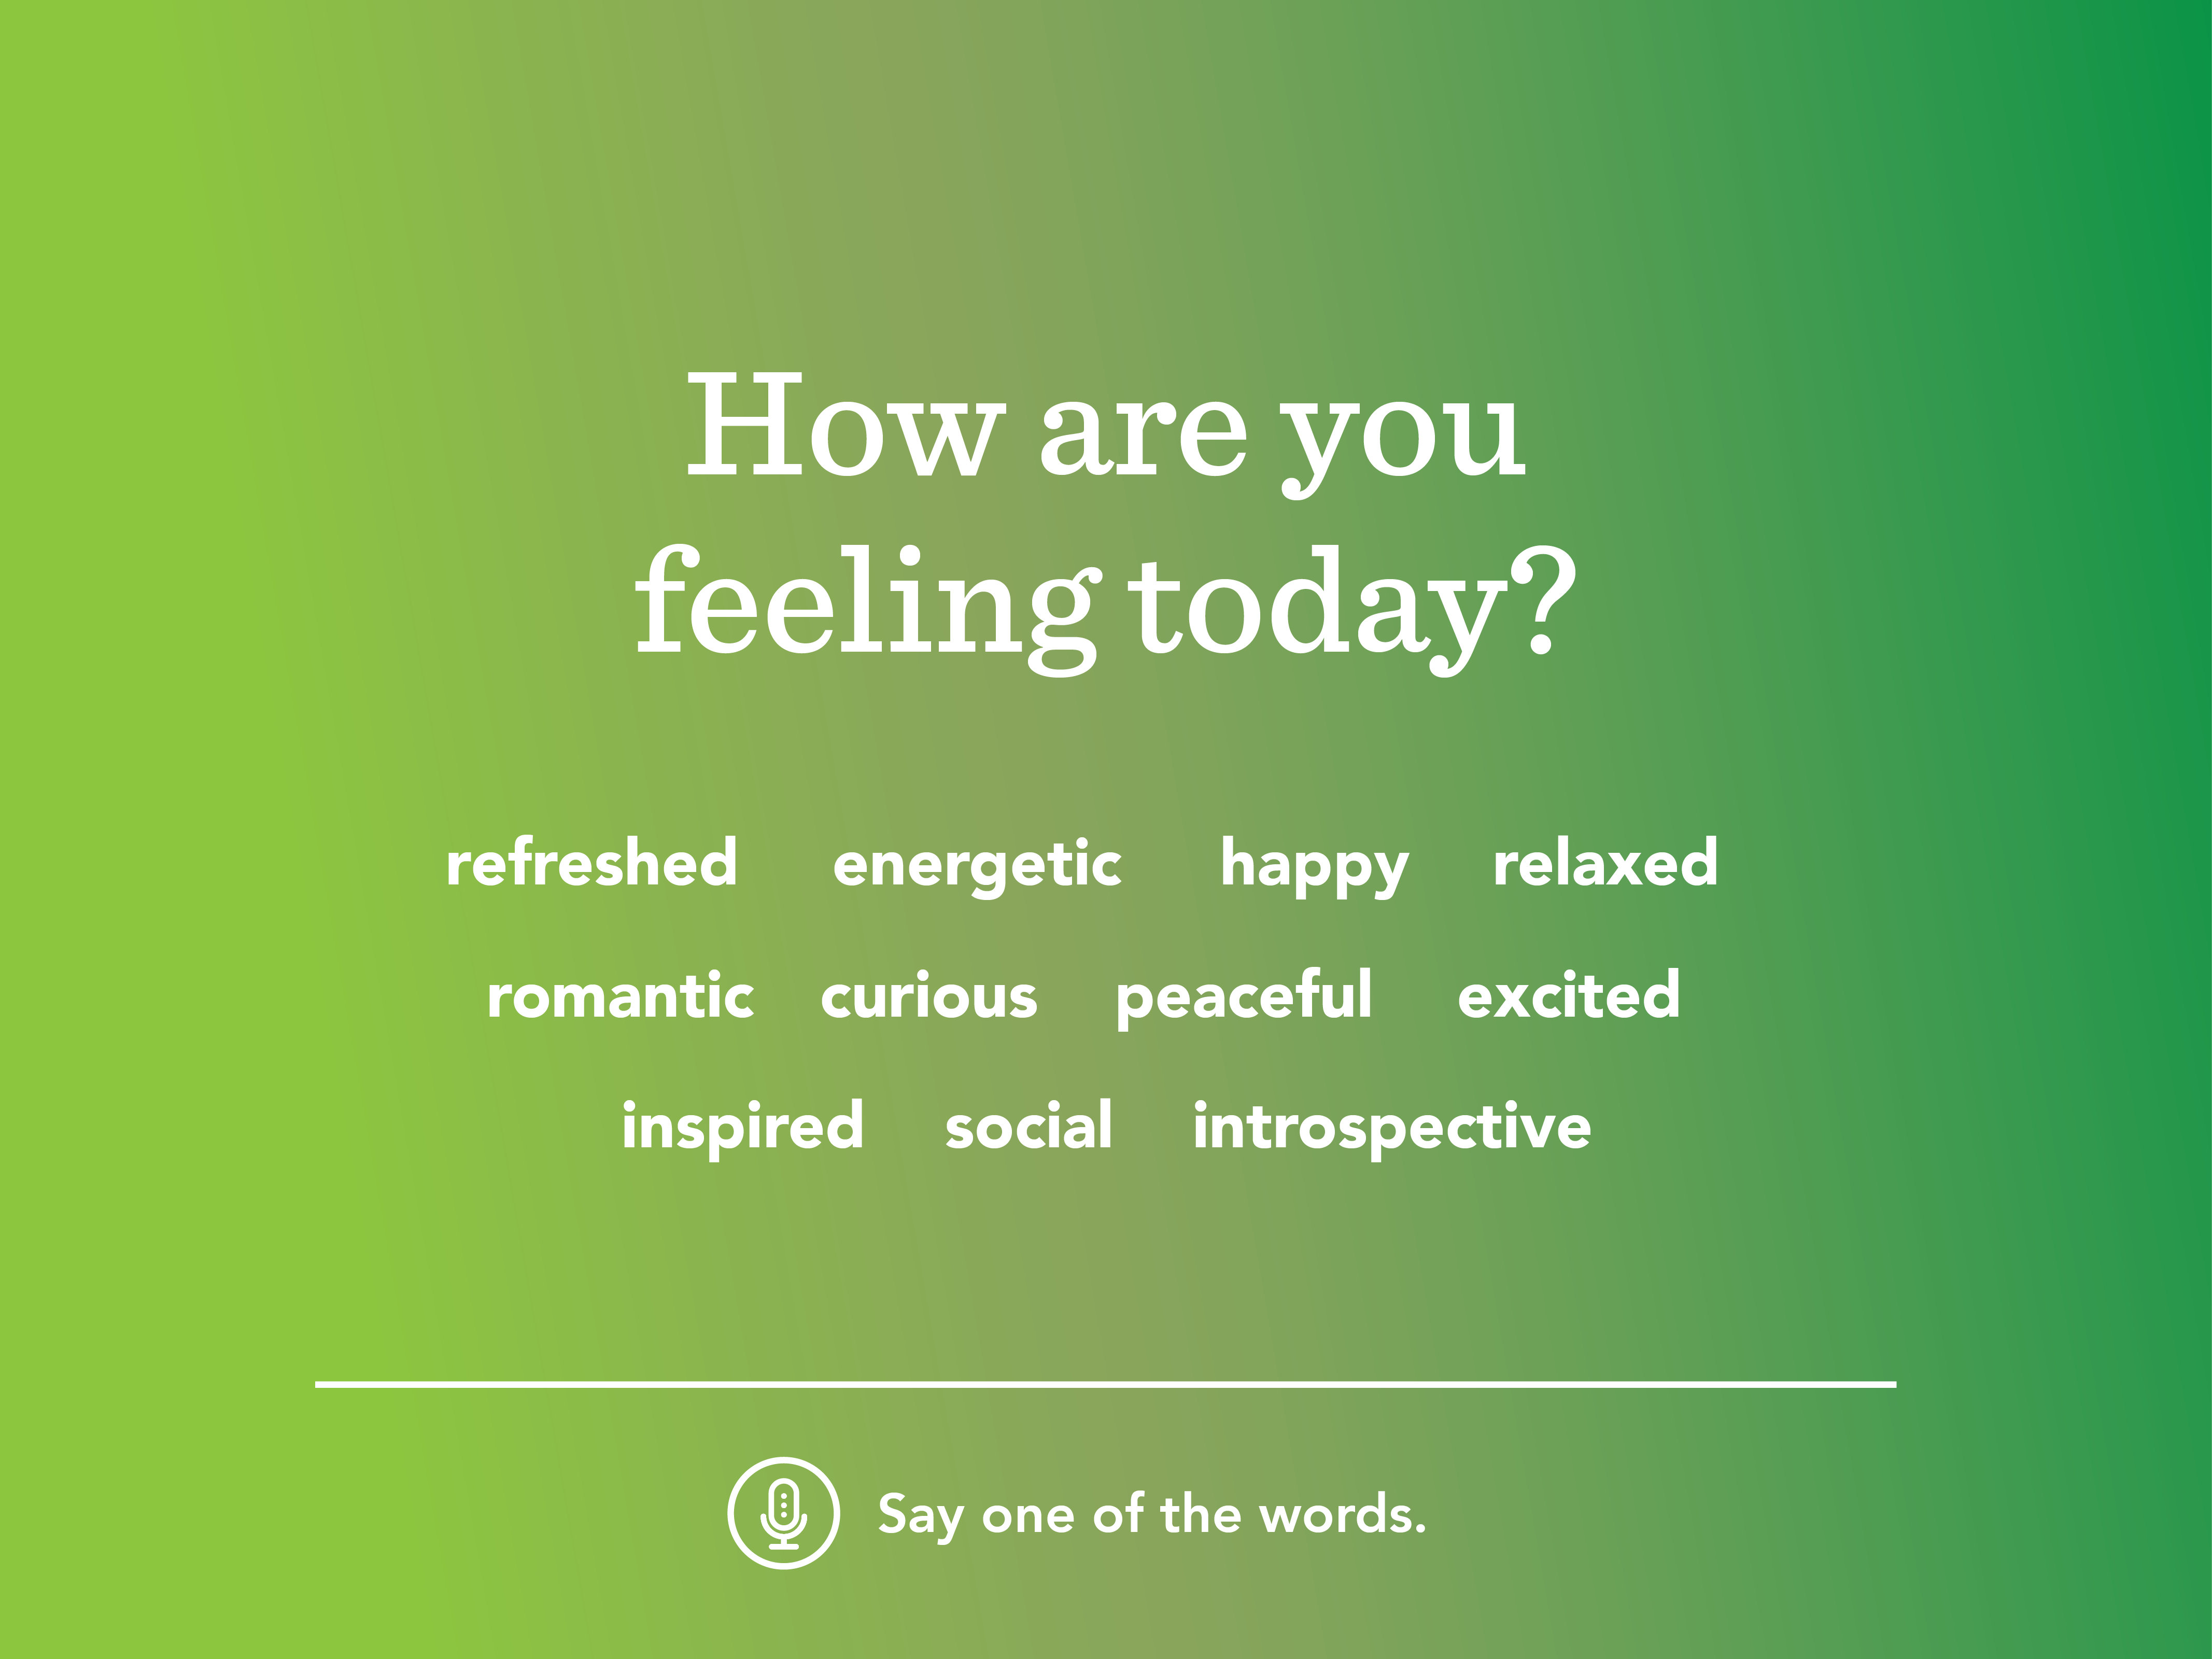 How are you
feeling today?
refreshed energetic happy relaxed
romantic curious peaceful excited
inspired social introspective
Say one of the words.